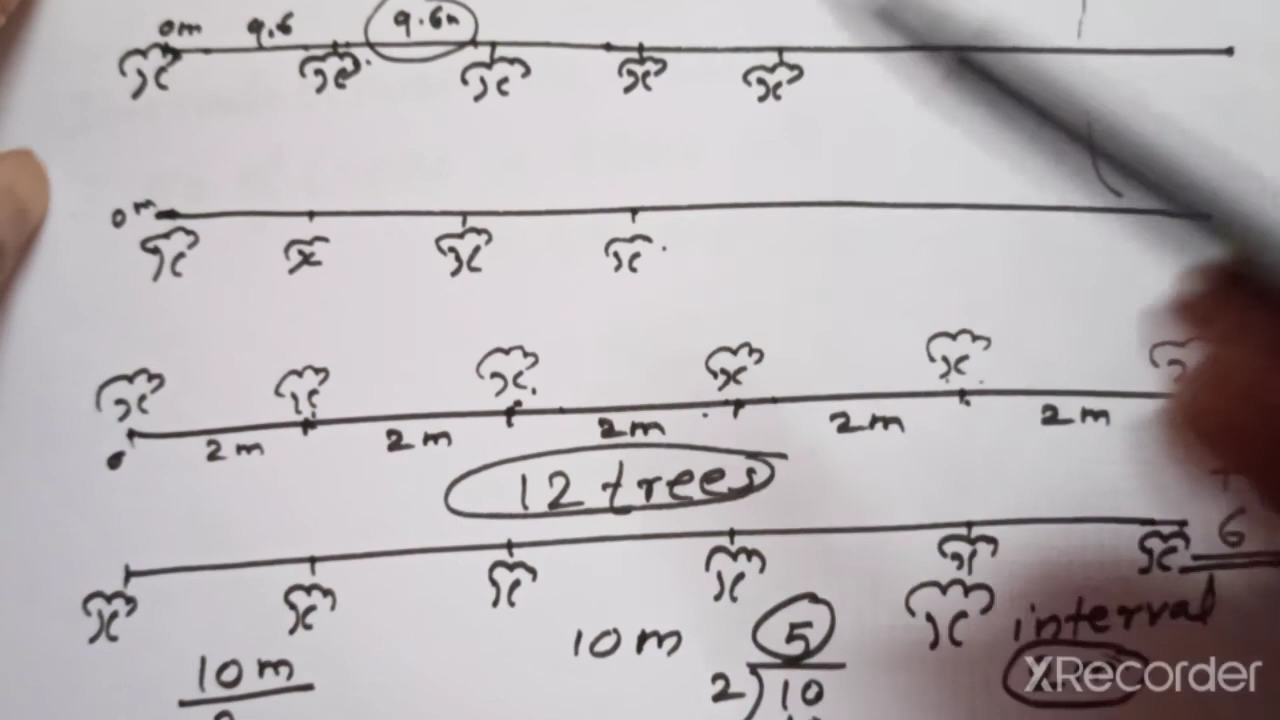 0m 9.6 9.6m
0m
2m 2m 2m 2m 2m
0
12 trees
6
10m 5 interval
10m 2)10
XRecorder